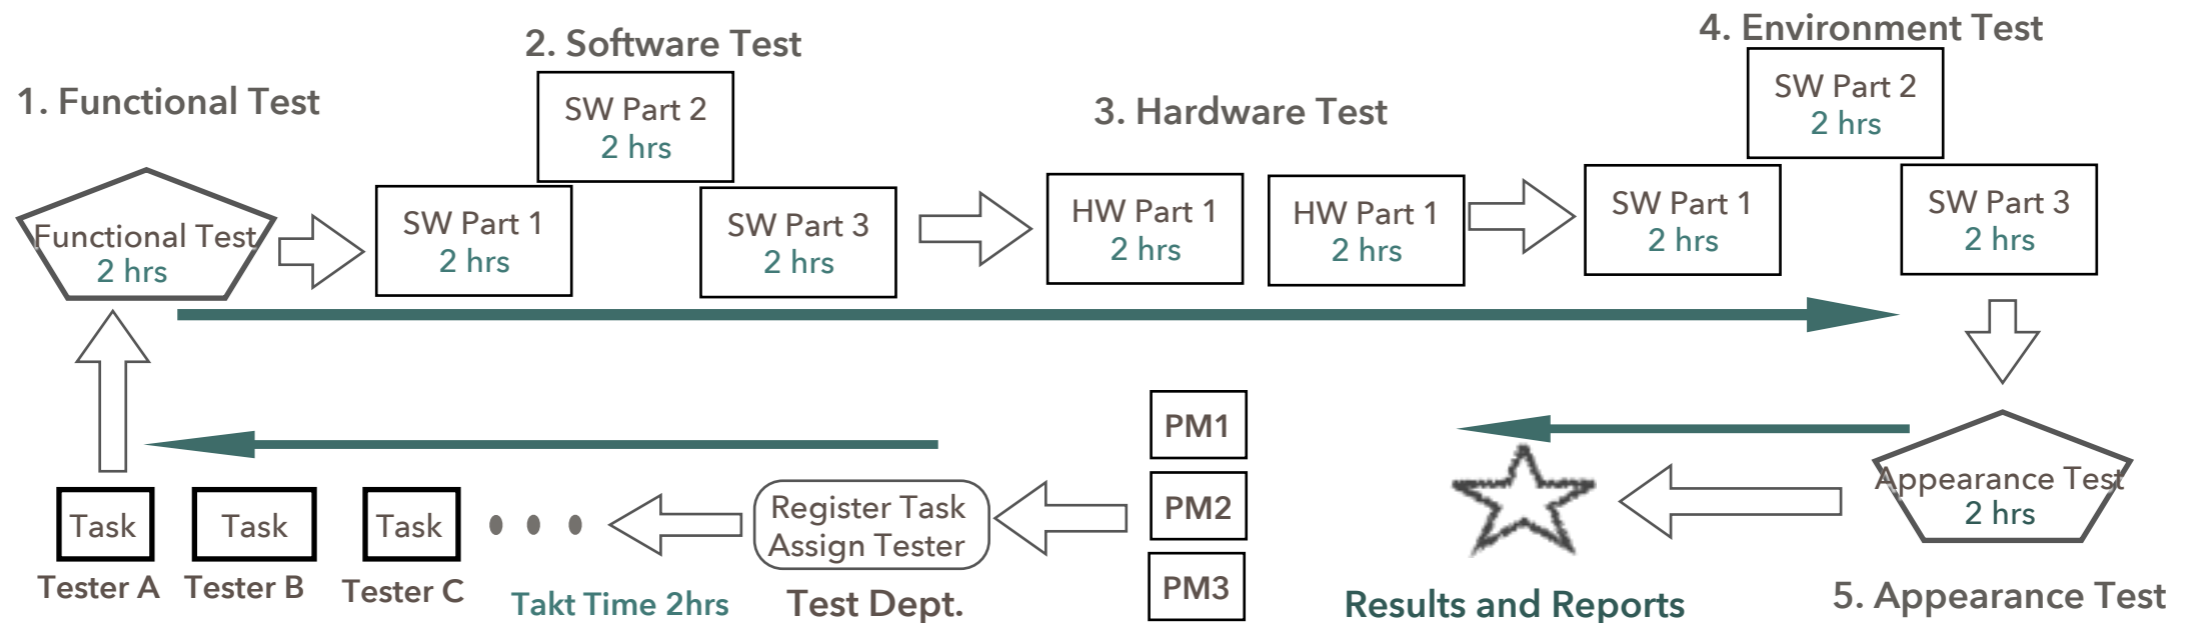 1. Functional Test
Functional Test
2 hrs
2. Software Test
SW Part 1
2 hrs
SW Part 2
2 hrs
SW Part 3
2 hrs
3. Hardware Test
HW Part 1
2 hrs
HW Part 1
2 hrs
4. Environment Test
SW Part 1
2 hrs
SW Part 2
2 hrs
SW Part 3
2 hrs
Task
Tester A
Task
Tester B
Task
Tester C
Takt Time 2hrs
Register Task
Assign Tester
Test Dept.
PM1
PM2
PM3
Results and Reports
Appearance Test
2 hrs
5. Appearance Test